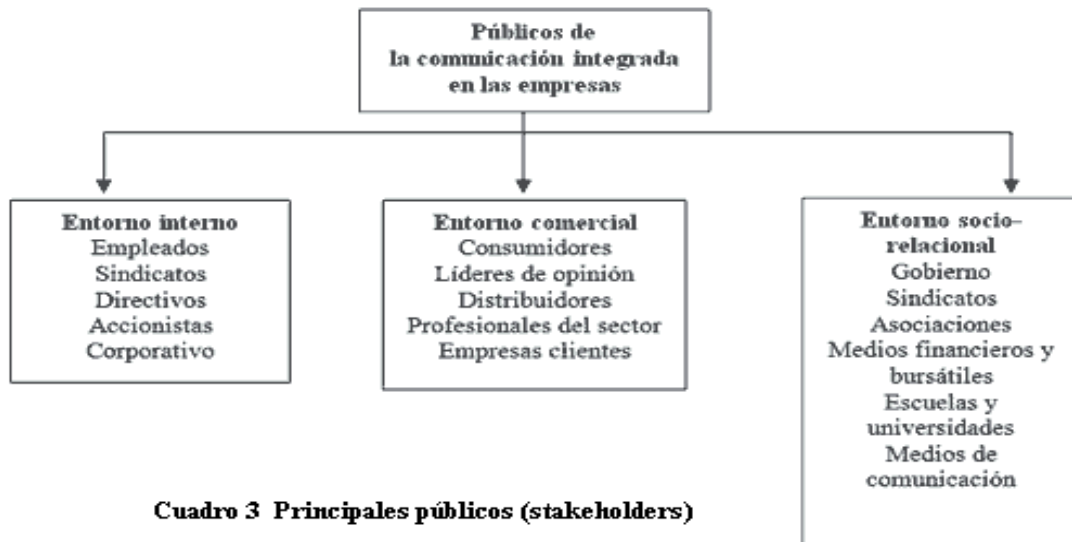 Públicos de
la comunicación integrada
en las empresas
Entorno interno
Empleados
Sindicatos
Directivos
Accionistas
Corporativo
Entorno comercial
Consumidores
Líderes de opinión
Distribuidores
Profesionales del sector
Empresas clientes
Entorno socio-
relacional
Gobierno
Sindicatos
Asociaciones
Medios financieros y
bursátiles
Escuelas y
universidades
Medios de
comunicación
Cuadro 3 Principales públicos (stakeholders)